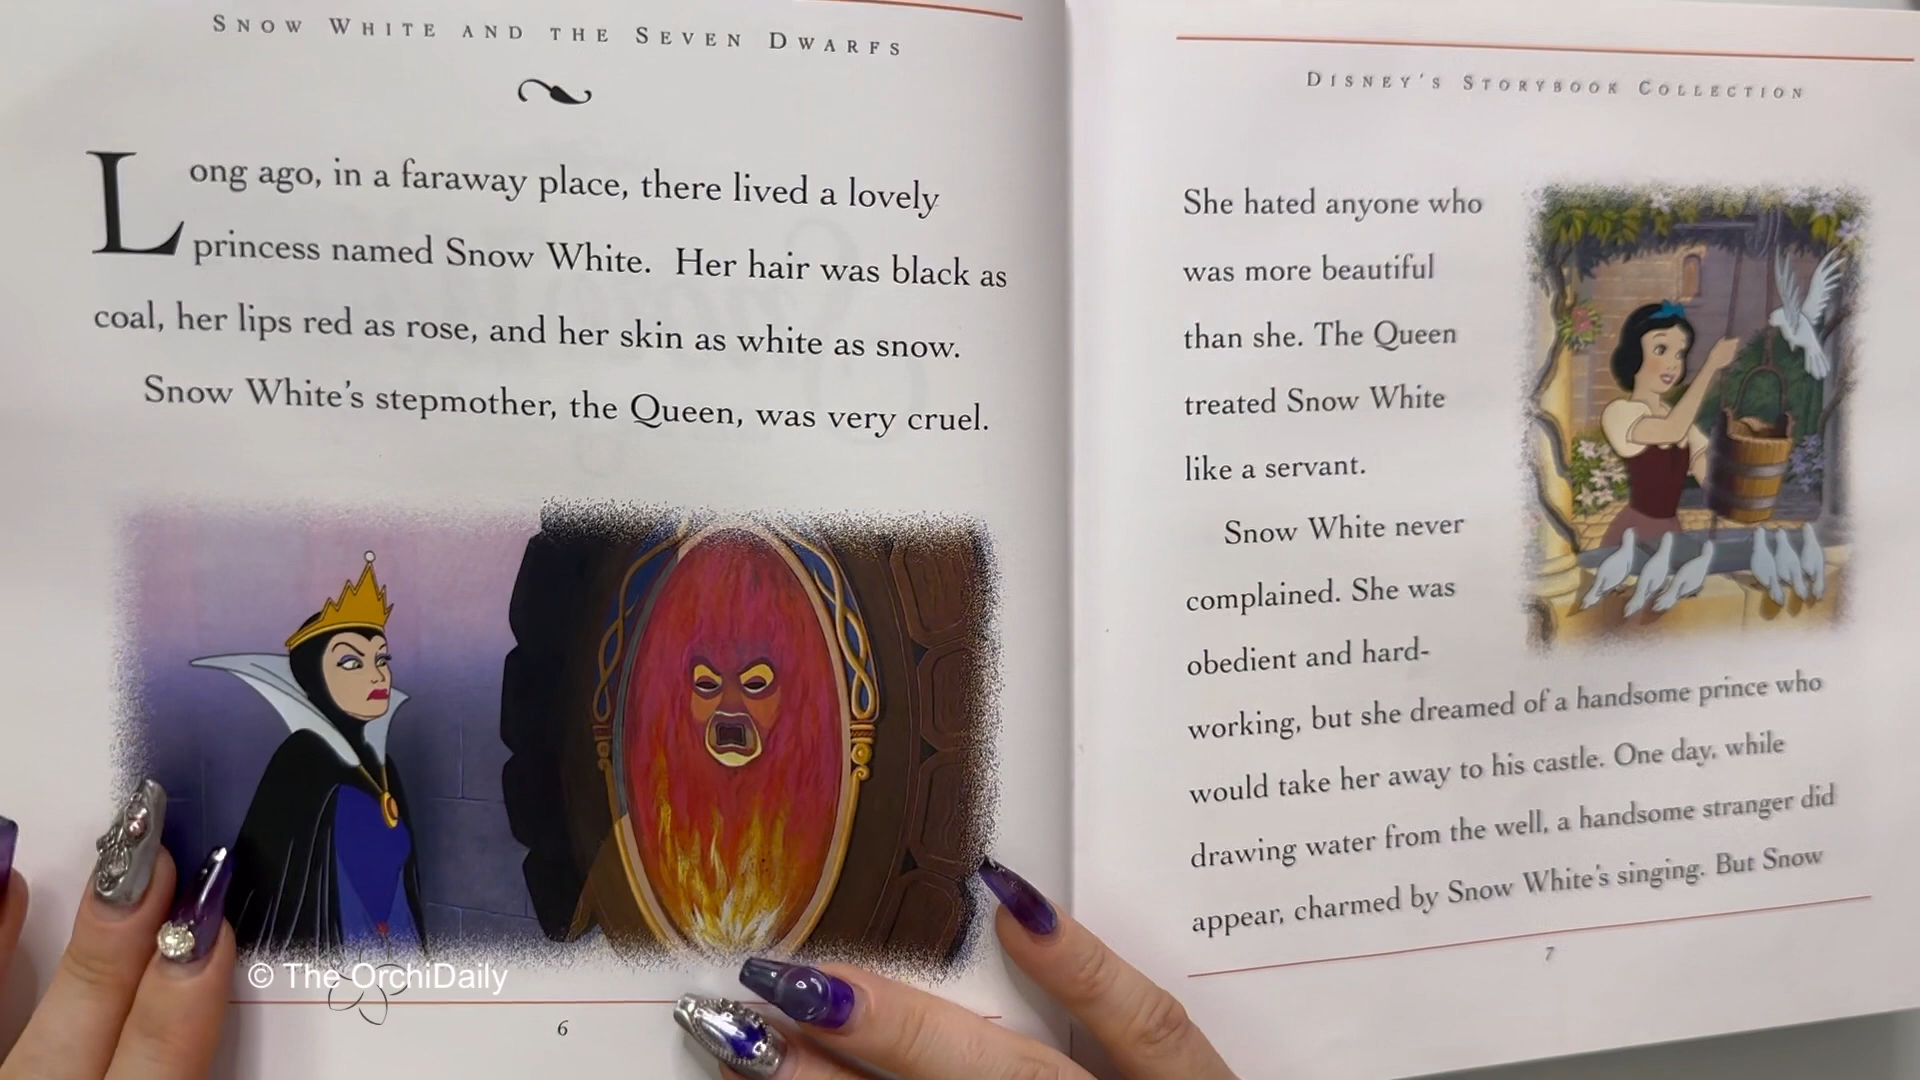 SNOW WHITE AND THE SEVEN DWARFS
Long ago, in a faraway place, there lived a lovely
princess named Snow White. Her hair was black as
coal, her lips red as rose, and her skin as white as snow.
Snow White's stepmother, the Queen, was very cruel.
© The OrchiDaily
6
DISNEY'S STORYBOOK COLLECTION
She hated anyone who
was more beautiful
than she. The Queen
treated Snow White
like a servant.
Snow White never
complained. She was
obedient and hard-
working, but she dreamed of a handsome prince who
would take her away to his castle. One day, while
drawing water from the well, a handsome stranger did
appear, charmed by Snow White's singing. But Snow
7